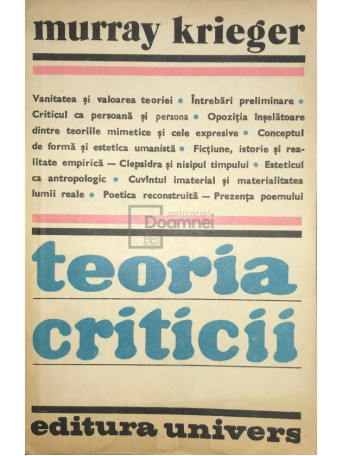 murray krieger
Vanitatea și valoarea teoriei • Întrebări preliminare •
Criticul ca persoană și persona • Opoziția înșelătoare
dintre teoriile mimetice și cele expresive • Conceptul
de formă și estetica umanistă • Ficțiune, istorie și rea-
litate empirică — Clepsidra și nisipul timpului • Esteticul
ca antropologic • Cuvîntul imaterial și materialitatea
lumii reale • Poetica reconstruită — Prezența poemului
anticariat
Doamnei
teoria
criticii
editura univers